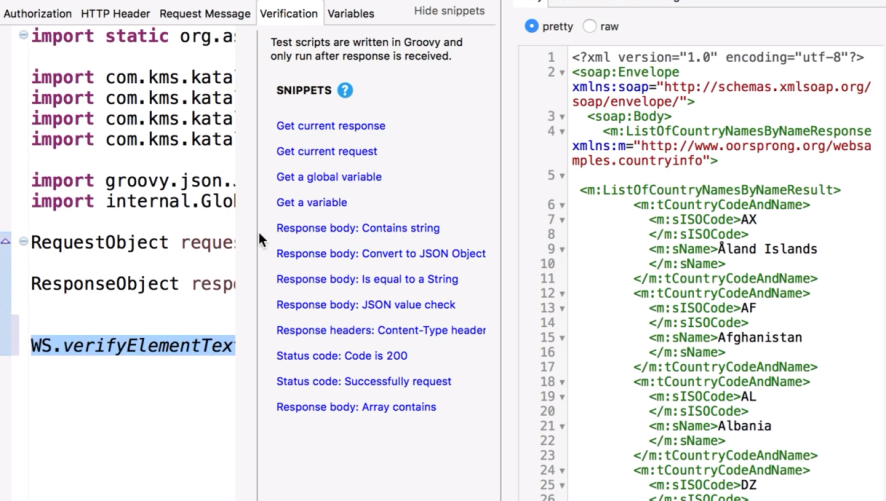 Authorization HTTP Header Request Message Verification Variables Hide snippets
import static org.as
import com.kms.katal
import com.kms.katal
import com.kms.katal
import com.kms.katal
import groovy.json.
import internal.Glo
RequestObject reque
ResponseObject resp
WS.verifyElementTex
Test scripts are written in Groovy and
only run after response is received.
SNIPPETS ?
Get current response
Get current request
Get a global variable
Get a variable
Response body: Contains string
Response body: Convert to JSON Object
Response body: Is equal to a String
Response body: JSON value check
Response headers: Content-Type header
Status code: Code is 200
Status code: Successfully request
Response body: Array contains
pretty raw
1 <?xml version="1.0" encoding="utf-8"?>
2 <soap:Envelope
xmlns:soap="http://schemas.xmlsoap.org/
soap/envelope/">
3 <soap:Body>
4 <m:ListOfCountryNamesByNameResponse
xmlns:m="http://www.oorsprong.org/websa
mples.countryinfo">
5
<m:ListOfCountryNamesByNameResult>
6 <m:tCountryCodeAndName>
7 <m:sISOCode>AX
8 </m:sISOCode>
9 <m:sName>Åland Islands
10 </m:sName>
11 </m:tCountryCodeAndName>
12 <m:tCountryCodeAndName>
13 <m:sISOCode>AF
14 </m:sISOCode>
15 <m:sName>Afghanistan
16 </m:sName>
17 </m:tCountryCodeAndName>
18 <m:tCountryCodeAndName>
19 <m:sISOCode>AL
20 </m:sISOCode>
21 <m:sName>Albania
22 </m:sName>
23 </m:tCountryCodeAndName>
24 <m:tCountryCodeAndName>
25 <m:sISOCode>DZ
26 </m:sISOCode>